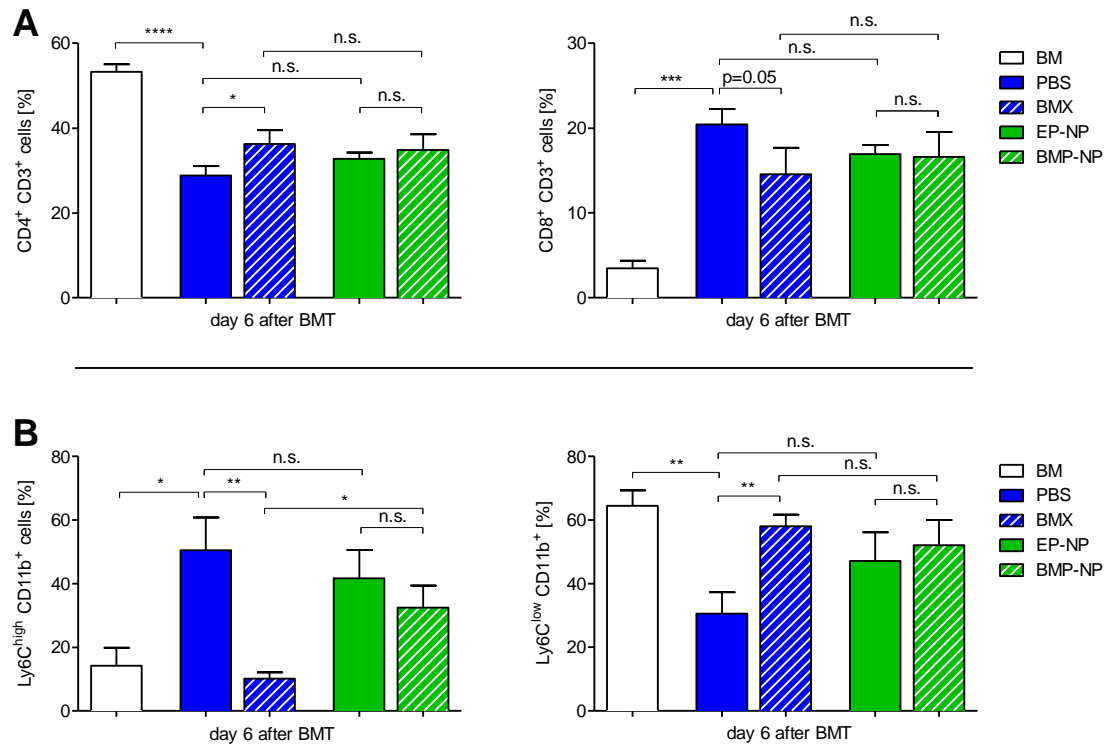 A
CD4⁺ CD3⁺ cells [%]
60
40
20
0
****
n.s.
n.s.
*
n.s.
day 6 after BMT
CD8⁺ CD3⁺ cells [%]
30
20
10
0
n.s.
n.s.
***
p=0.05
n.s.
day 6 after BMT
BM
PBS
BMX
EP-NP
BMP-NP
B
Ly6Cʰⁱᵍʰ CD11b⁺ cells [%]
80
60
40
20
0
n.s.
*
**
*
n.s.
day 6 after BMT
Ly6Cˡᵒʷ CD11b⁺ [%]
80
60
40
20
0
n.s.
**
n.s.
**
n.s.
day 6 after BMT
BM
PBS
BMX
EP-NP
BMP-NP